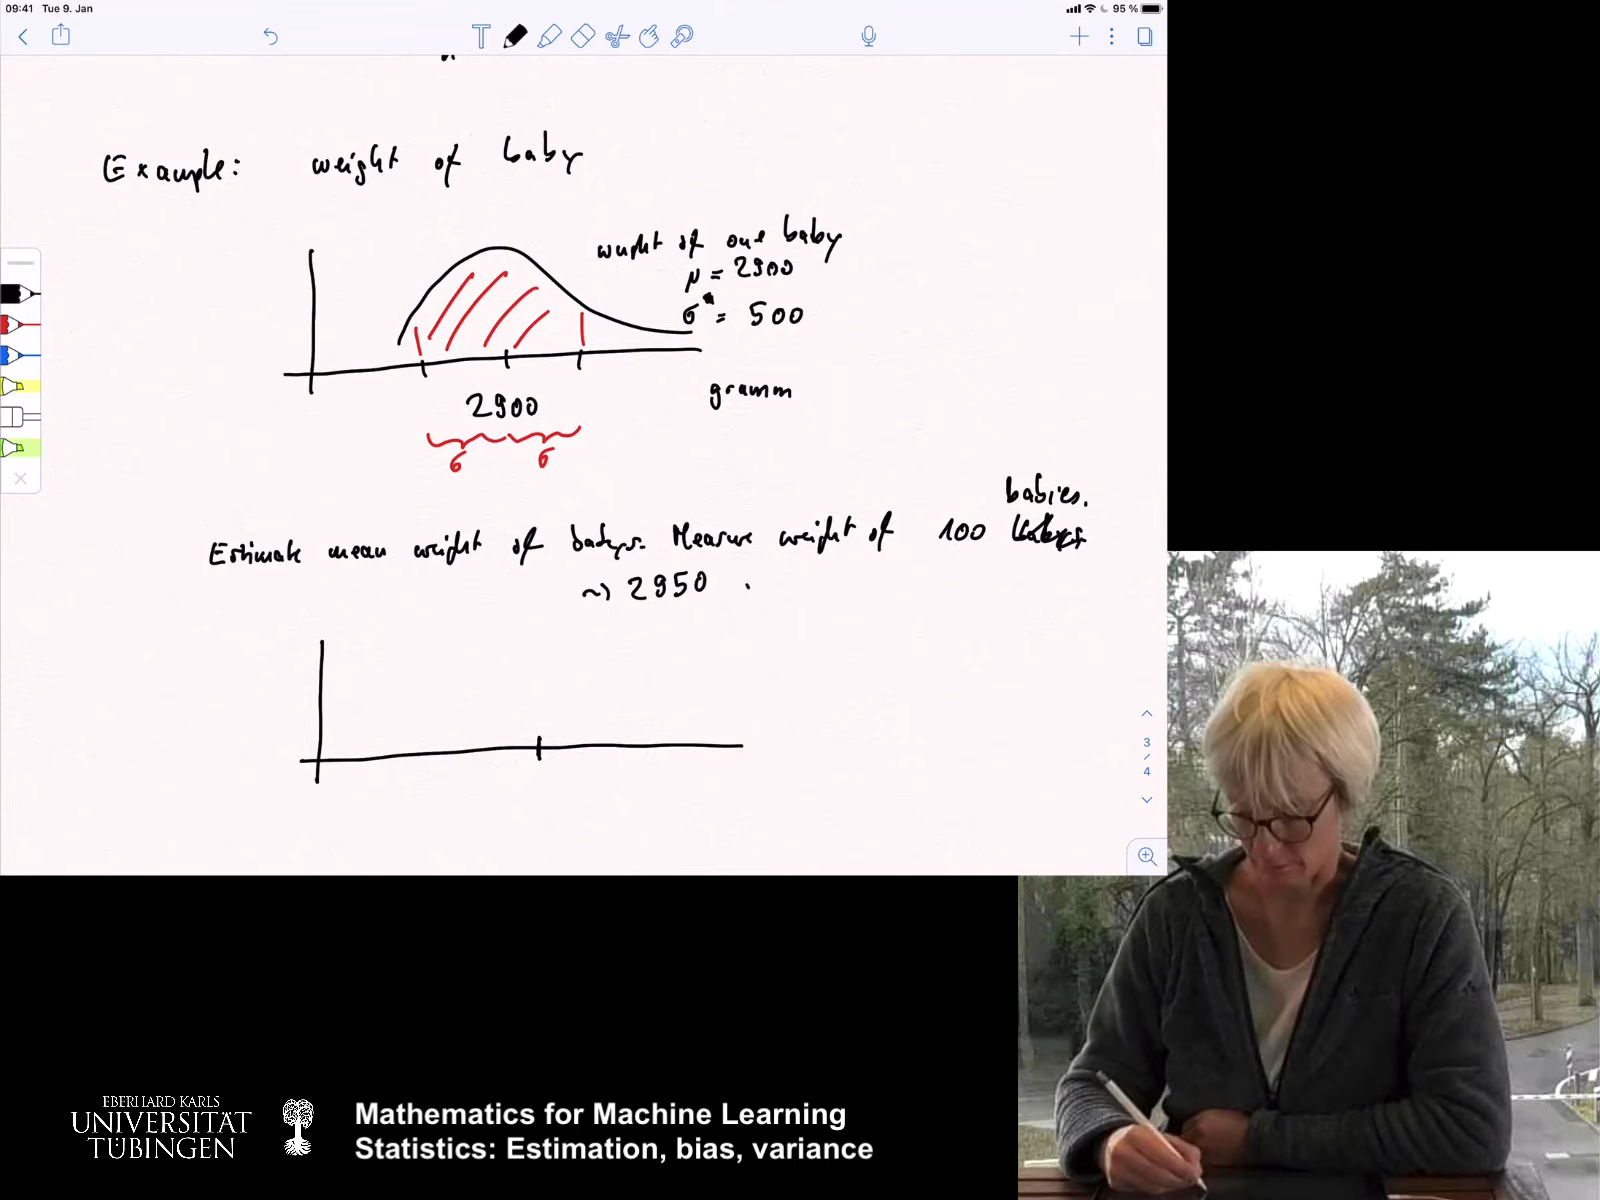 09:41 Tue 9. Jan
95 %
T
Example: weight of baby
weight of one baby
μ = 2900
σ = 500
2900
gramm
σ σ
babies.
Estimate mean weight of babys. Measure weight of 100
~> 2950 .
3
/
4
EBERHARD KARLS
UNIVERSITÄT
TÜBINGEN
Mathematics for Machine Learning
Statistics: Estimation, bias, variance